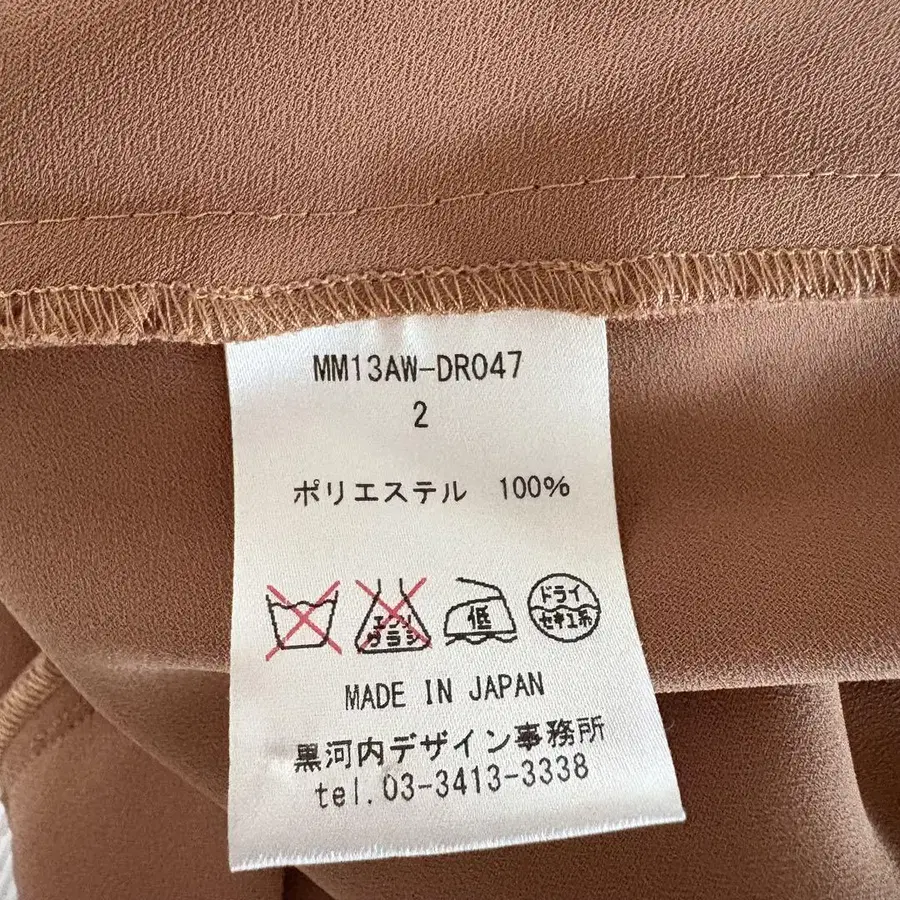 MM13AW-DR047
2
ポリエステル 100%
エンソ
サラシ
低
ドライ
セキユ系
MADE IN JAPAN
黒河内デザイン事務所
tel.03-3413-3338